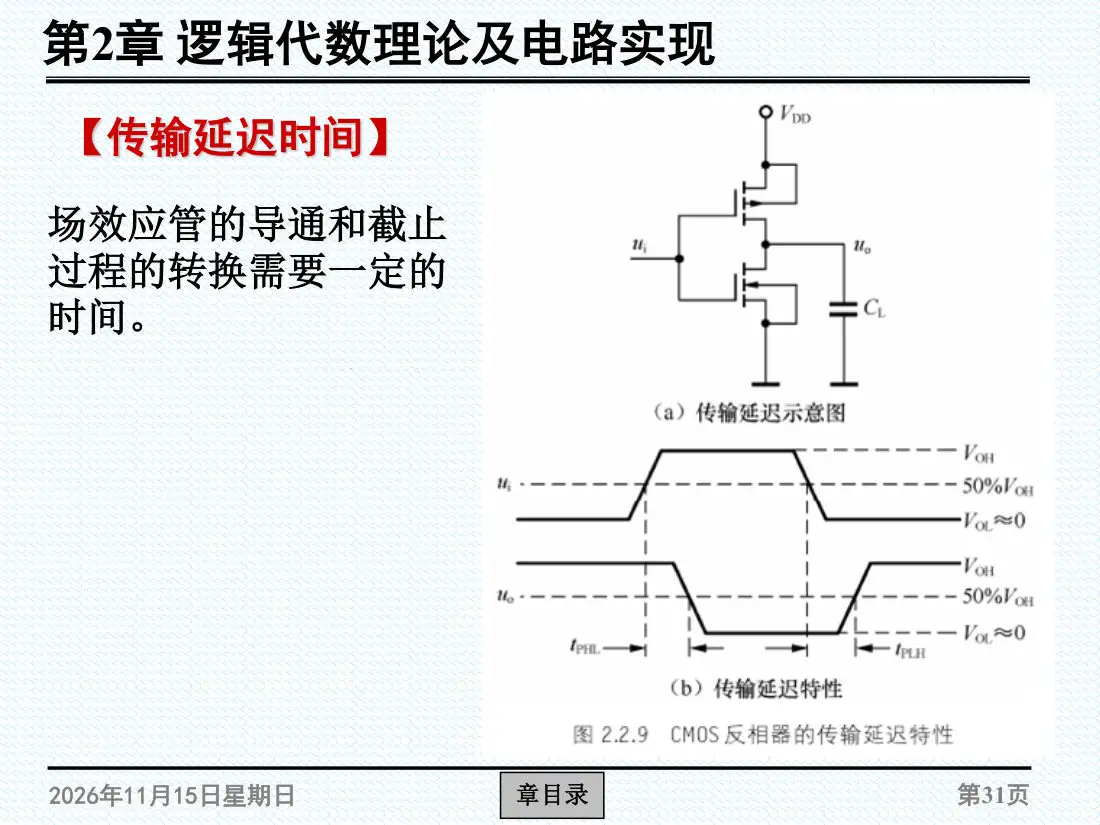 第2章 逻辑代数理论及电路实现
【传输延迟时间】
场效应管的导通和截止
过程的转换需要一定的
时间。
VDD
ui
uo
CL
（a）传输延迟示意图
VOH
ui
50%VOH
VOL≈0
VOH
uo
50%VOH
VOL≈0
tPHL
tPLH
（b）传输延迟特性
图 2.2.9 CMOS反相器的传输延迟特性
2026年11月15日星期日
章目录
第31页